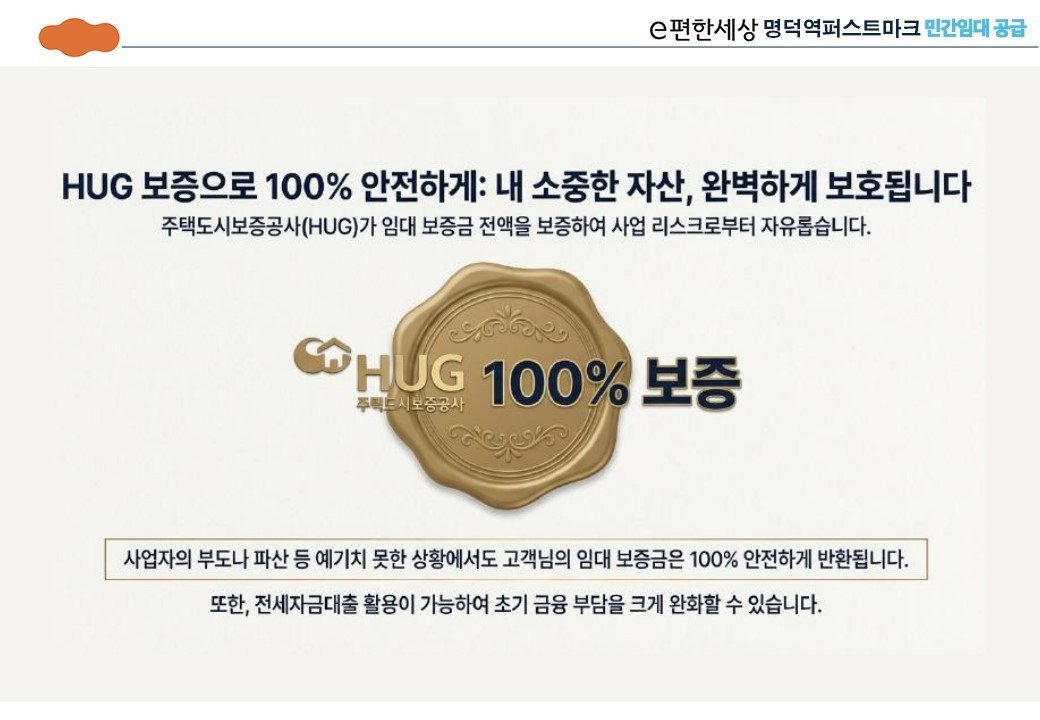 e편한세상 명덕역퍼스트마크 민간임대 공급
HUG 보증으로 100% 안전하게: 내 소중한 자산, 완벽하게 보호됩니다
주택도시보증공사(HUG)가 임대 보증금 전액을 보증하여 사업 리스크로부터 자유롭습니다.
HUG 100% 보증
주택도시보증공사
사업자의 부도나 파산 등 예기치 못한 상황에서도 고객님의 임대 보증금은 100% 안전하게 반환됩니다.
또한, 전세자금대출 활용이 가능하여 초기 금융 부담을 크게 완화할 수 있습니다.